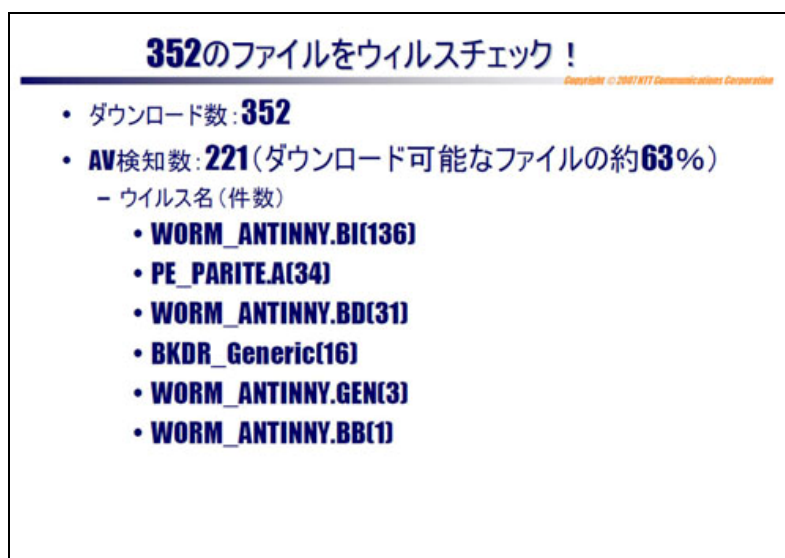 352のファイルをウィルスチェック！
Copyright © 2007 NTT Communications Corporation
• ダウンロード数：352
• AV検知数：221（ダウンロード可能なファイルの約63％）
– ウイルス名（件数）
• WORM_ANTINNY.BI(136)
• PE_PARITE.A(34)
• WORM_ANTINNY.BD(31)
• BKDR_Generic(16)
• WORM_ANTINNY.GEN(3)
• WORM_ANTINNY.BB(1)